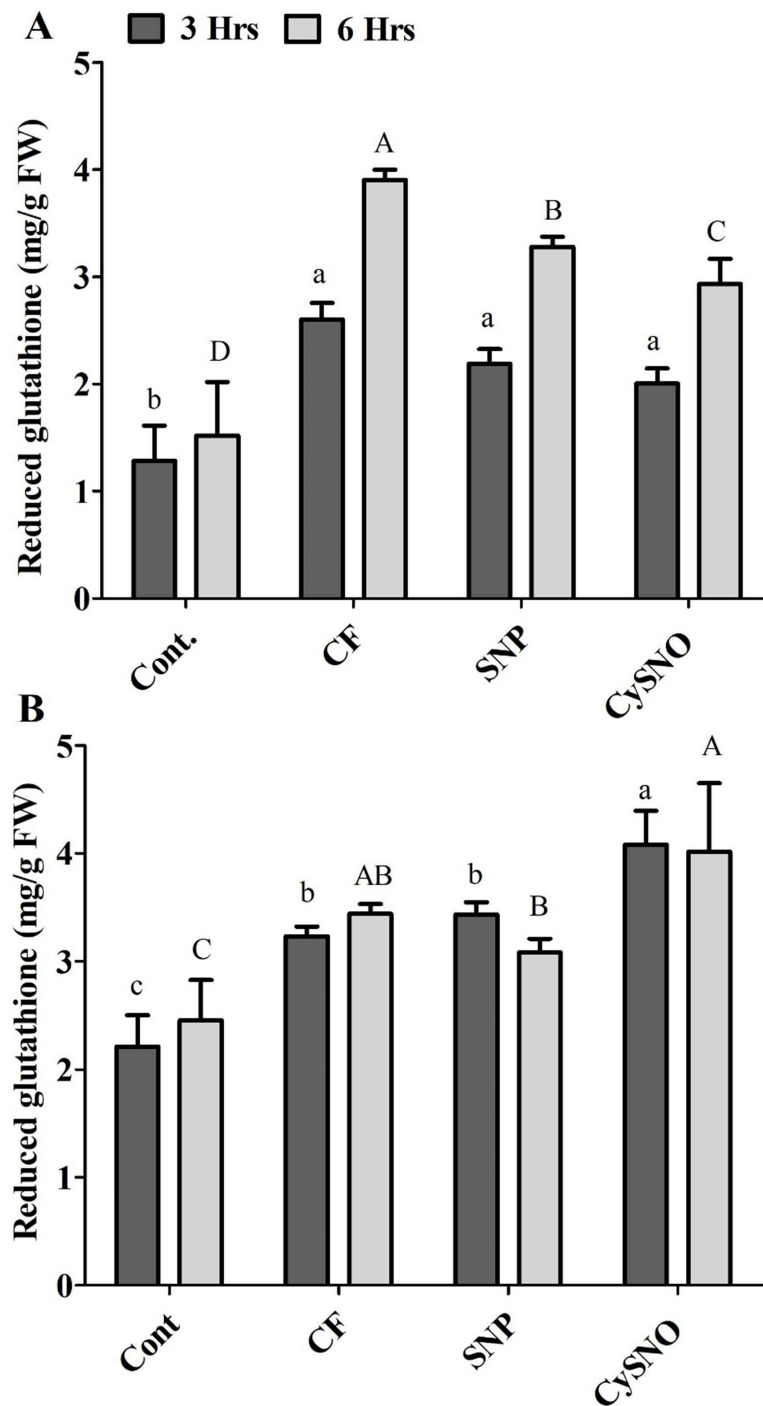 A
3 Hrs 6 Hrs
Reduced glutathione (mg/g FW)
5
4
3
2
1
0
b D a A a B a C
Cont. CF SNP CySNO
B
Reduced glutathione (mg/g FW)
5
4
3
2
1
0
c C b AB b B a A
Cont CF SNP CySNO